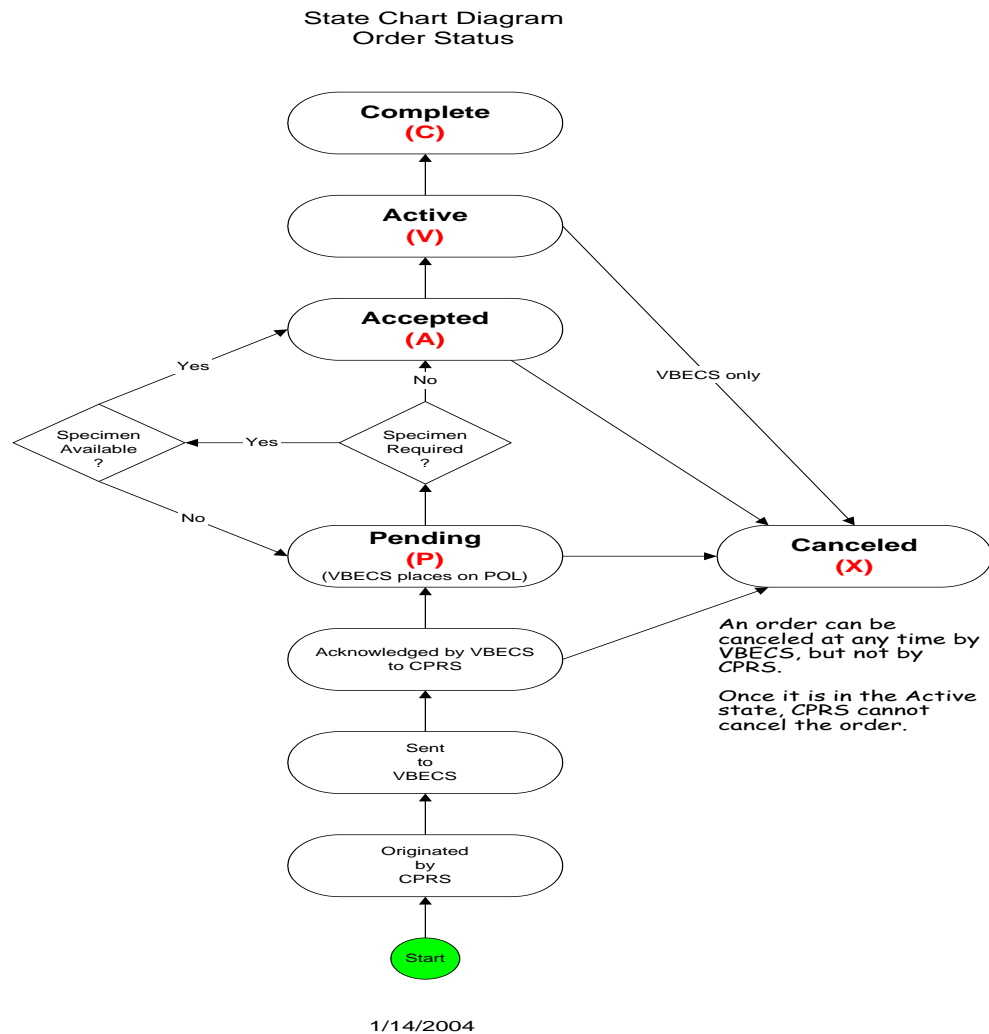 State Chart Diagram
Order Status
Complete
(C)
Active
(V)
Accepted
(A)
Yes
No
VBECS only
Specimen
Available
?
Yes
Specimen
Required
?
No
Pending
(P)
(VBECS places on POL)
Canceled
(X)
Acknowledged by VBECS
to CPRS
An order can be
canceled at any time by
VBECS, but not by
CPRS.
Once it is in the Active
state, CPRS cannot
cancel the order.
Sent
to
VBECS
Originated
by
CPRS
Start
1/14/2004